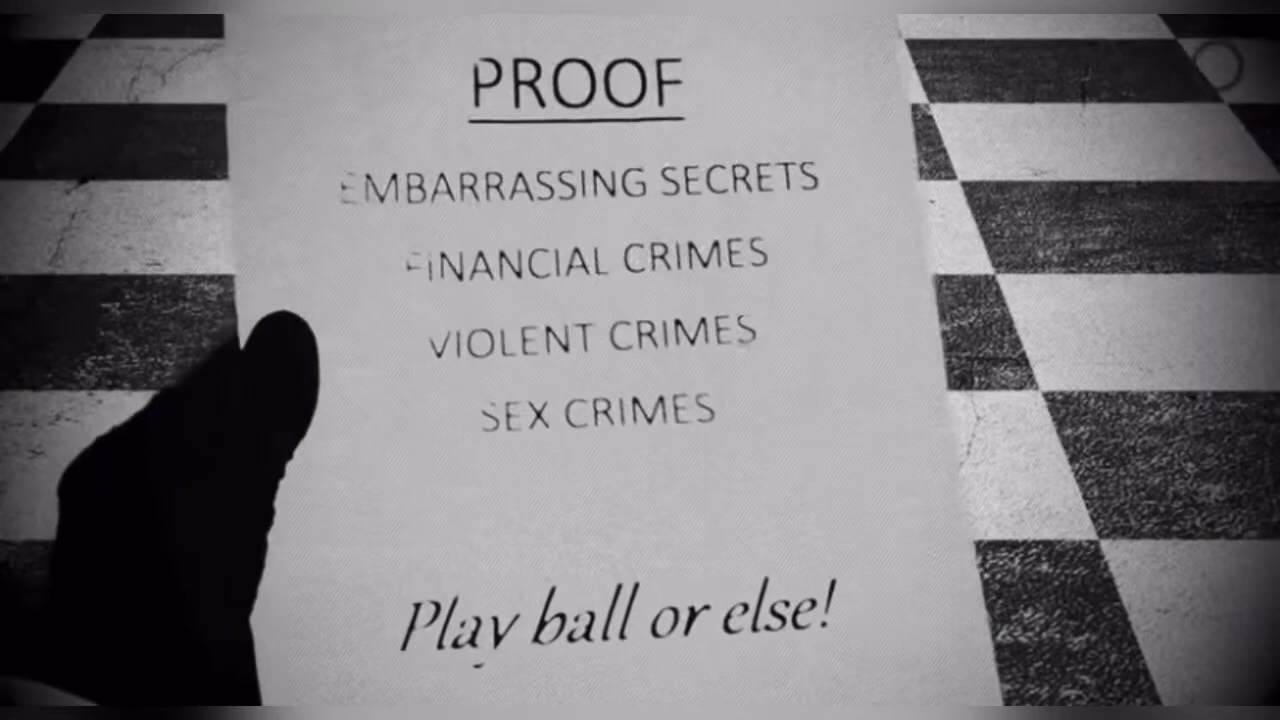 PROOF
EMBARRASSING SECRETS
FINANCIAL CRIMES
VIOLENT CRIMES
SEX CRIMES
Play ball or else!